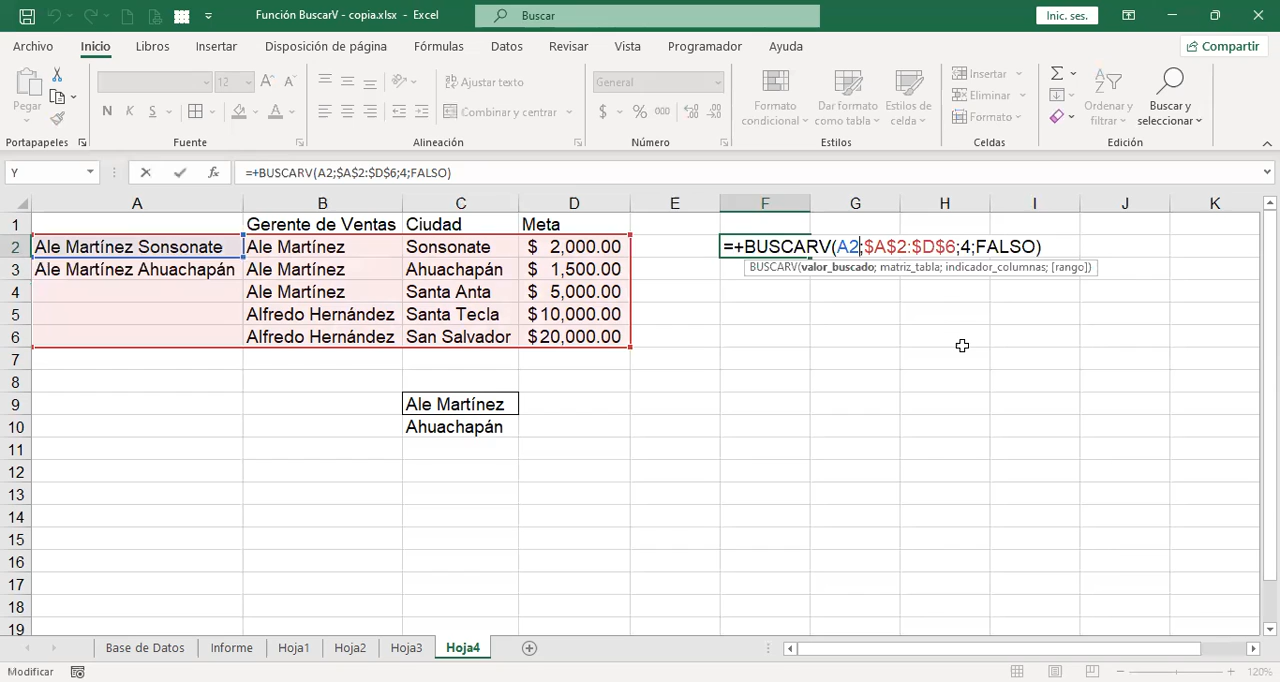 Función BuscarV - copia.xlsx - Excel
Buscar
Inic. ses.
Archivo Inicio Libros Insertar Disposición de página Fórmulas Datos Revisar Vista Programador Ayuda
Compartir
Pegar
12
N K S
Ajustar texto
Combinar y centrar
General
$ % 000
Formato condicional
Dar formato como tabla
Estilos de celda
Insertar
Eliminar
Formato
Ordenar y filtrar
Buscar y seleccionar
Portapapeles Fuente Alineación Número Estilos Celdas Edición
Y
fx
=+BUSCARV(A2;$A$2:$D$6;4;FALSO)
A B C D E F G H I J K
1 Gerente de Ventas Ciudad Meta
2 Ale Martínez Sonsonate Ale Martínez Sonsonate $ 2,000.00 =+BUSCARV(A2;$A$2:$D$6;4;FALSO)
BUSCARV(valor_buscado; matriz_tabla; indicador_columnas; [rango])
3 Ale Martínez Ahuachapán Ale Martínez Ahuachapán $ 1,500.00
4 Ale Martínez Santa Anta $ 5,000.00
5 Alfredo Hernández Santa Tecla $10,000.00
6 Alfredo Hernández San Salvador $20,000.00
7
8
9 Ale Martínez
10 Ahuachapán
11
12
13
14
15
16
17
18
19
Base de Datos Informe Hoja1 Hoja2 Hoja3 Hoja4
Modificar
120%